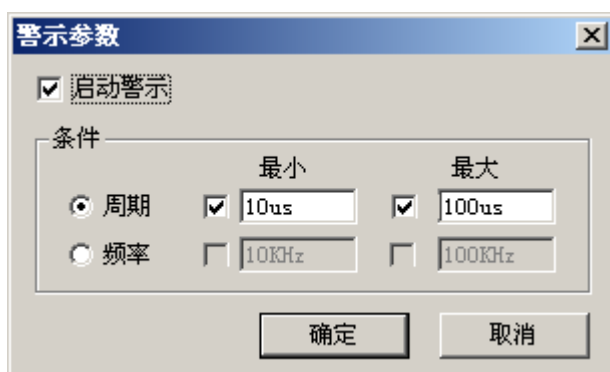 警示参数
启动警示
条件
最小 最大
周期 10us 100us
频率 10KHz 100KHz
确定 取消